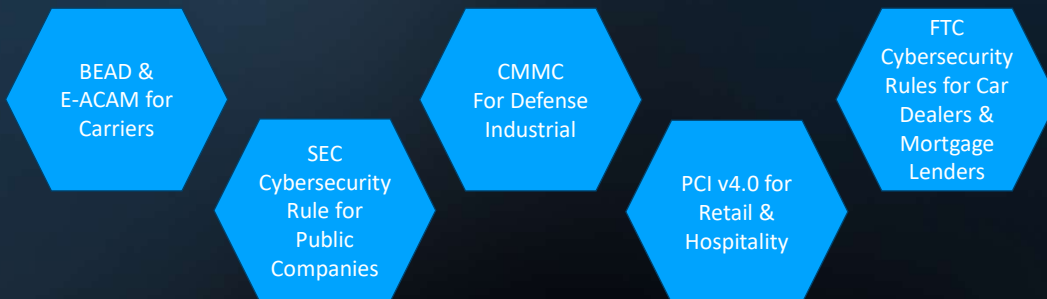 BEAD &
E-ACAM for
Carriers
SEC
Cybersecurity
Rule for
Public
Companies
CMMC
For Defense
Industrial
PCI v4.0 for
Retail &
Hospitality
FTC
Cybersecurity
Rules for Car
Dealers &
Mortgage
Lenders